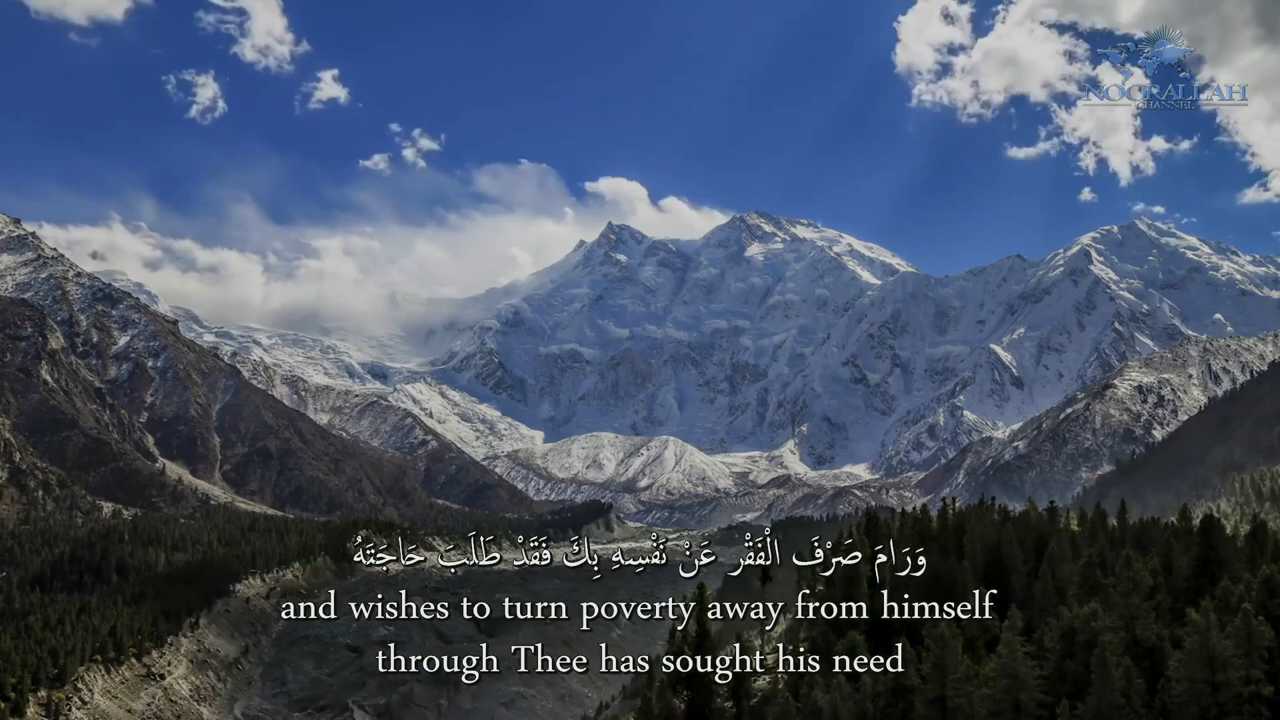 NOORALLAH
CHANNEL
وَرَامَ صَرْفَ الْفَقْرِ عَنْ نَفْسِهِ بِكَ فَقَدْ طَلَبَ حَاجَتَهُ
and wishes to turn poverty away from himself
through Thee has sought his need